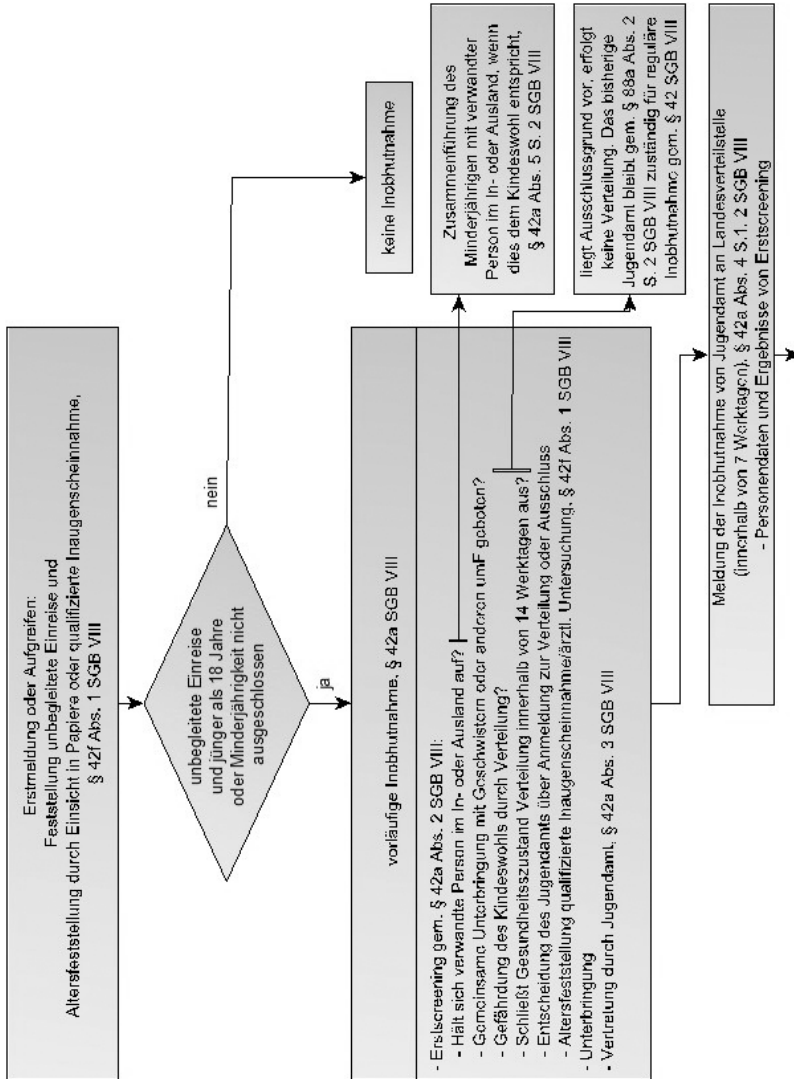 Erstmeldung oder Aufgreifen:
Feststellung unbegleitete Einreise und
Altersfeststellung durch Einsicht in Papiere oder qualifizierte Inaugenscheinnahme,
§ 42f Abs. 1 SGB VIII
unbegleitete Einreise
und jünger als 18 Jahre
oder Minderjährigkeit nicht
ausgeschlossen
nein
keine Inobhutnahme
ja
vorläufige Inobhutnahme, § 42a SGB VIII
- Erstscreening gem. § 42a Abs. 2 SGB VIII:
- Hält sich verwandte Person im In- oder Ausland auf?
- Gemeinsame Unterbringung mit Geschwistern oder anderen umF geboten?
- Gefährdung des Kindeswohls durch Verteilung?
- Schließt Gesundheitszustand Verteilung innerhalb von 14 Werktagen aus?
- Entscheidung des Jugendamts über Anmeldung zur Verteilung oder Ausschluss
- Altersfeststellung qualifizierte Inaugenscheinnahme/ärztl. Untersuchung, § 42f Abs. 1 SGB VIII
- Unterbringung
- Vertretung durch Jugendamt, § 42a Abs. 3 SGB VIII
Zusammenführung des
Minderjährigen mit verwandter
Person im In- oder Ausland, wenn
dies dem Kindeswohl entspricht,
§ 42a Abs. 5 S. 2 SGB VIII
liegt Ausschlussgrund vor, erfolgt
keine Verteilung. Das bisherige
Jugendamt bleibt gem. § 88a Abs. 2
S. 2 SGB VIII zuständig für reguläre
Inobhutnahme gem. § 42 SGB VIII
Meldung der Inobhutnahme von Jugendamt an Landesverteilstelle
(innerhalb von 7 Werktagen), § 42a Abs. 4 S.1, 2 SGB VIII
- Personendaten und Ergebnisse von Erstscreening